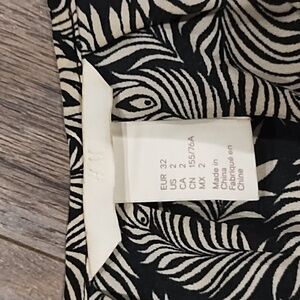 H&M
EUR 32
US 2
CA 2
CN 155/76A
MX 2
Made in
China
Fabriqué en
Chine